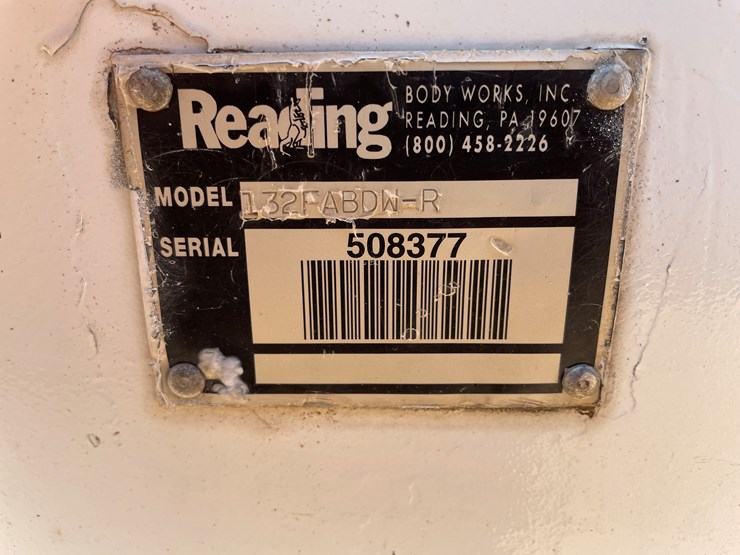 Reading
BODY WORKS, INC.
READING, PA 19607
(800) 458-2226
MODEL 132FABDW-R
SERIAL 508377